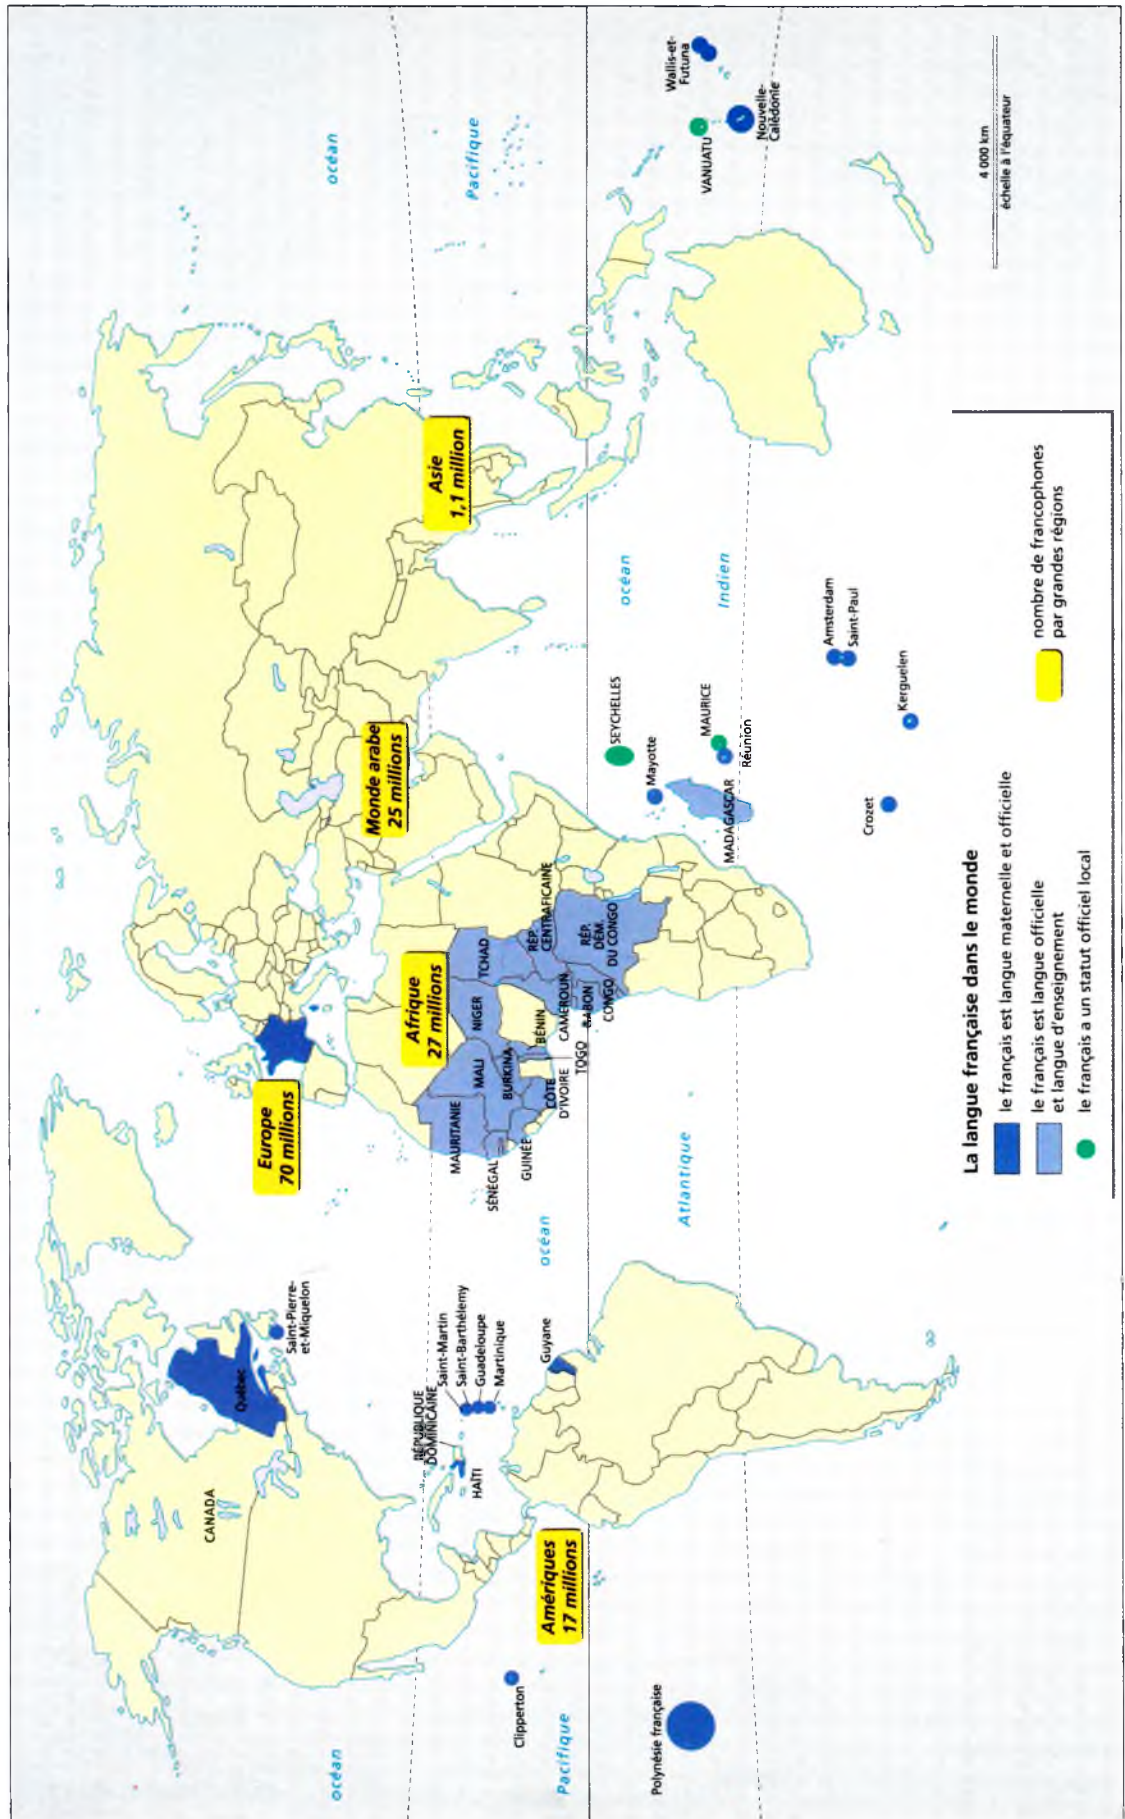 océan
Pacifique
Wallis-et-
Futuna
VANUATU
Nouvelle-
Calédonie
4 000 km
échelle à l'équateur
Asie
1,1 million
océan
Indien
Monde arabe
25 millions
SEYCHELLES
Mayotte
MAURICE
Réunion
MADAGASCAR
Amsterdam
Saint-Paul
Kerguelen
Crozet
Afrique
27 millions
TCHAD
RÉP.
CENTRAFICAINE
RÉP.
DÉM.
DU CONGO
NIGER
CAMEROUN
GABON
CONGO
BÉNIN
MALI
BURKINA
TOGO
CÔTE
D'IVOIRE
MAURITANIE
SÉNÉGAL
GUINÉE
Europe
70 millions
océan
Atlantique
Saint-Pierre-
et-Miquelon
Québec
CANADA
RÉPUBLIQUE
DOMINICAINE
HAÏTI
Saint-Martin
Saint-Barthélemy
Guadeloupe
Martinique
Guyane
Amériques
17 millions
Clipperton
océan
Pacifique
Polynésie française
La langue française dans le monde
le français est langue maternelle et officielle
le français est langue officielle
et langue d'enseignement
le français a un statut officiel local
nombre de francophones
par grandes régions